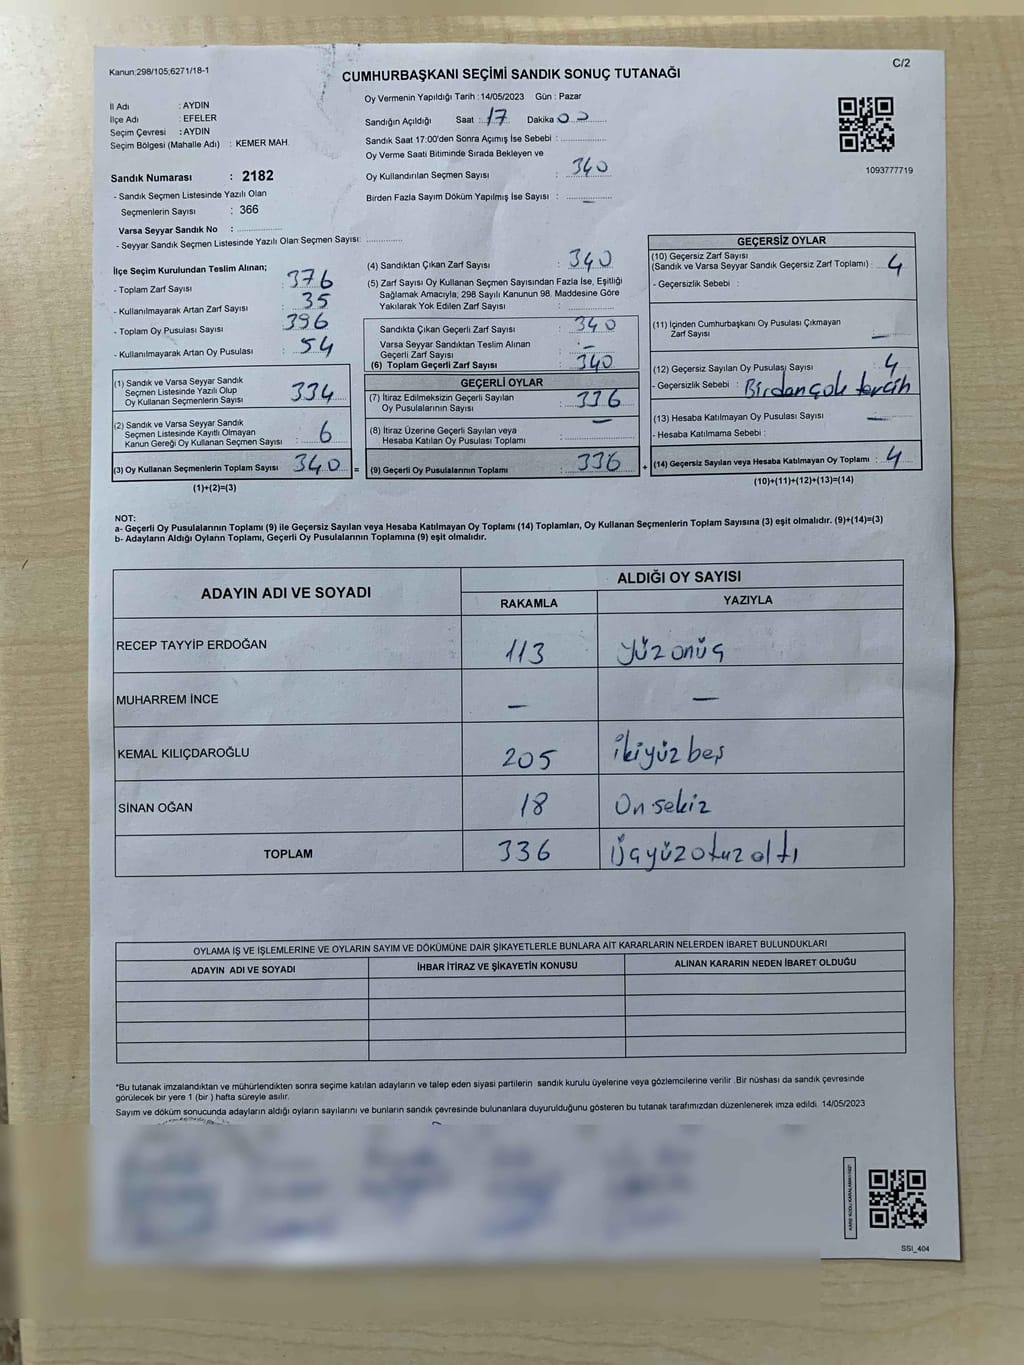 Kanun:298/105;6271/18-1
C/2
CUMHURBAŞKANI SEÇİMİ SANDIK SONUÇ TUTANAĞI
İl Adı : AYDIN
İlçe Adı : EFELER
Seçim Çevresi : AYDIN
Seçim Bölgesi (Mahalle Adı) : KEMER MAH.
Sandık Numarası : 2182
- Sandık Seçmen Listesinde Yazılı Olan
Seçmenlerin Sayısı : 366
Varsa Seyyar Sandık No :
- Seyyar Sandık Seçmen Listesinde Yazılı Olan Seçmen Sayısı:
Oy Vermenin Yapıldığı Tarih : 14/05/2023 Gün : Pazar
Sandığın Açıldığı Saat : 17 Dakika 00
Sandık Saat 17:00'den Sonra Açımış İse Sebebi :
Oy Verme Saati Bitiminde Sırada Bekleyen ve
Oy Kullandırılan Seçmen Sayısı : 340
Birden Fazla Sayım Döküm Yapılmış İse Sayısı : —
1093777719
İlçe Seçim Kurulundan Teslim Alınan;
- Toplam Zarf Sayısı : 376
- Kullanılmayarak Artan Zarf Sayısı : 35
- Toplam Oy Pusulası Sayısı : 396
- Kullanılmayarak Artan Oy Pusulası : 54
(1) Sandık ve Varsa Seyyar Sandık
Seçmen Listesinde Yazılı Olup
Oy Kullanan Seçmenlerin Sayısı : 334
(2) Sandık ve Varsa Seyyar Sandık
Seçmen Listesinde Kayıtlı Olmayan
Kanun Gereği Oy Kullanan Seçmen Sayısı : 6
(3) Oy Kullanan Seçmenlerin Toplam Sayısı : 340 =
(1)+(2)=(3)
(4) Sandıktan Çıkan Zarf Sayısı : 340
(5) Zarf Sayısı Oy Kullanan Seçmen Sayısından Fazla İse, Eşitliği
Sağlamak Amacıyla; 298 Sayılı Kanunun 98. Maddesine Göre
Yakılarak Yok Edilen Zarf Sayısı :
Sandıkta Çıkan Geçerli Zarf Sayısı : 340
Varsa Seyyar Sandıktan Teslim Alınan
Geçerli Zarf Sayısı : —
(6) Toplam Geçerli Zarf Sayısı : 340
GEÇERLİ OYLAR
(7) İtiraz Edilmeksizin Geçerli Sayılan
Oy Pusulalarının Sayısı : 336
(8) İtiraz Üzerine Geçerli Sayılan veya
Hesaba Katılan Oy Pusulası Toplamı : —
(9) Geçerli Oy Pusulalarının Toplamı : 336 +
GEÇERSİZ OYLAR
(10) Geçersiz Zarf Sayısı
(Sandık ve Varsa Seyyar Sandık Geçersiz Zarf Toplamı) : 4
- Geçersizlik Sebebi :
(11) İçinden Cumhurbaşkanı Oy Pusulası Çıkmayan
Zarf Sayısı : —
(12) Geçersiz Sayılan Oy Pusulası Sayısı : 4
- Geçersizlik Sebebi : Birden çok tercih
(13) Hesaba Katılmayan Oy Pusulası Sayısı : —
- Hesaba Katılmama Sebebi :
(14) Geçersiz Sayılan veya Hesaba Katılmayan Oy Toplamı : 4
(10)+(11)+(12)+(13)=(14)
NOT:
a- Geçerli Oy Pusulalarının Toplamı (9) ile Geçersiz Sayılan veya Hesaba Katılmayan Oy Toplamı (14) Toplamları, Oy Kullanan Seçmenlerin Toplam Sayısına (3) eşit olmalıdır. (9)+(14)=(3)
b- Adayların Aldığı Oyların Toplamı, Geçerli Oy Pusulalarının Toplamına (9) eşit olmalıdır.
ADAYIN ADI VE SOYADI
ALDIĞI OY SAYISI
RAKAMLA YAZIYLA
RECEP TAYYİP ERDOĞAN 113 yüzonüç
MUHARREM İNCE — —
KEMAL KILIÇDAROĞLU 205 ikiyüz beş
SİNAN OĞAN 18 On sekiz
TOPLAM 336 Üçyüzotuz altı
OYLAMA İŞ VE İŞLEMLERİNE VE OYLARIN SAYIM VE DÖKÜMÜNE DAİR ŞİKAYETLERLE BUNLARA AİT KARARLARIN NELERDEN İBARET BULUNDUKLARI
ADAYIN ADI VE SOYADI İHBAR İTİRAZ VE ŞİKAYETİN KONUSU ALINAN KARARIN NEDEN İBARET OLDUĞU
*Bu tutanak imzalandıktan ve mühürlendikten sonra seçime katılan adayların ve talep eden siyasi partilerin sandık kurulu üyelerine veya gözlemcilerine verilir .Bir nüshası da sandık çevresinde
görülecek bir yere 1 (bir ) hafta süreyle asılır.
Sayım ve döküm sonucunda adayların aldığı oyların sayılarını ve bunların sandık çevresinde bulunanlara duyurulduğunu gösteren bu tutanak tarafımızdan düzenlenerek imza edildi. 14/05/2023
SSI_404